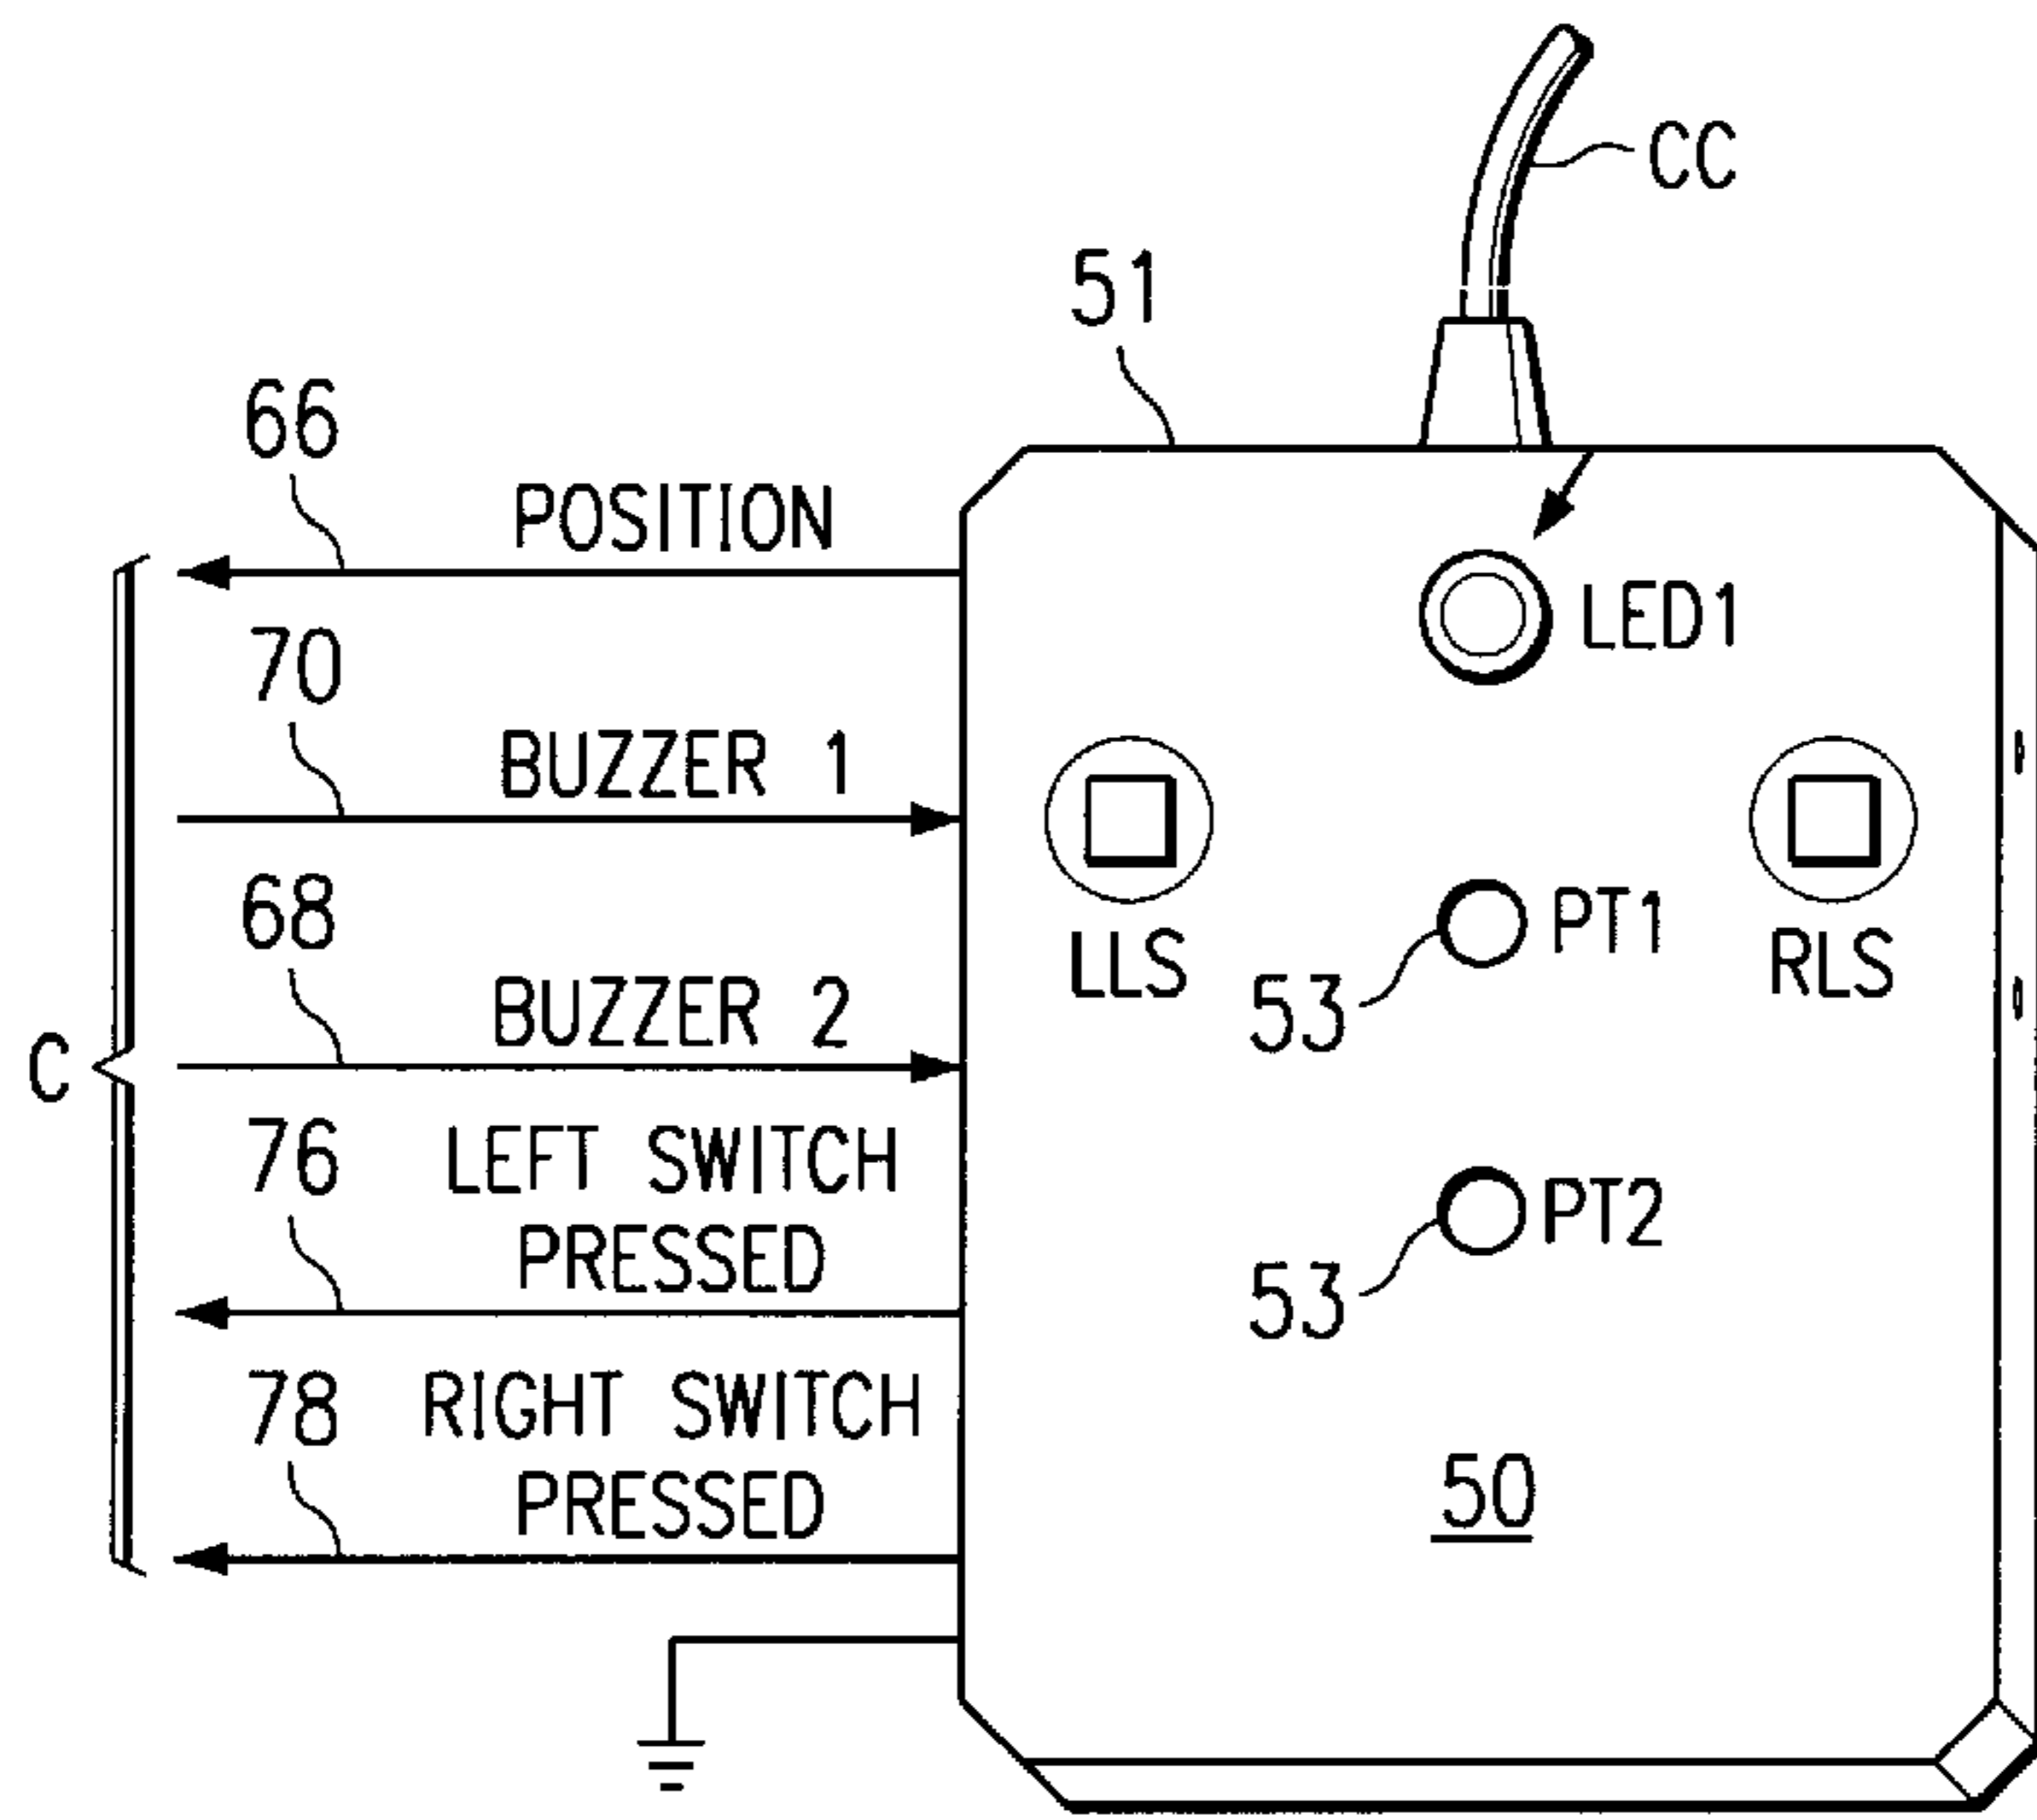 CC
51
66
POSITION
LED1
70
BUZZER 1
68
PT1
LLS
RLS
53
BUZZER 2
C
76
LEFT SWITCH
PRESSED
PT2
53
78
RIGHT SWITCH
PRESSED
50